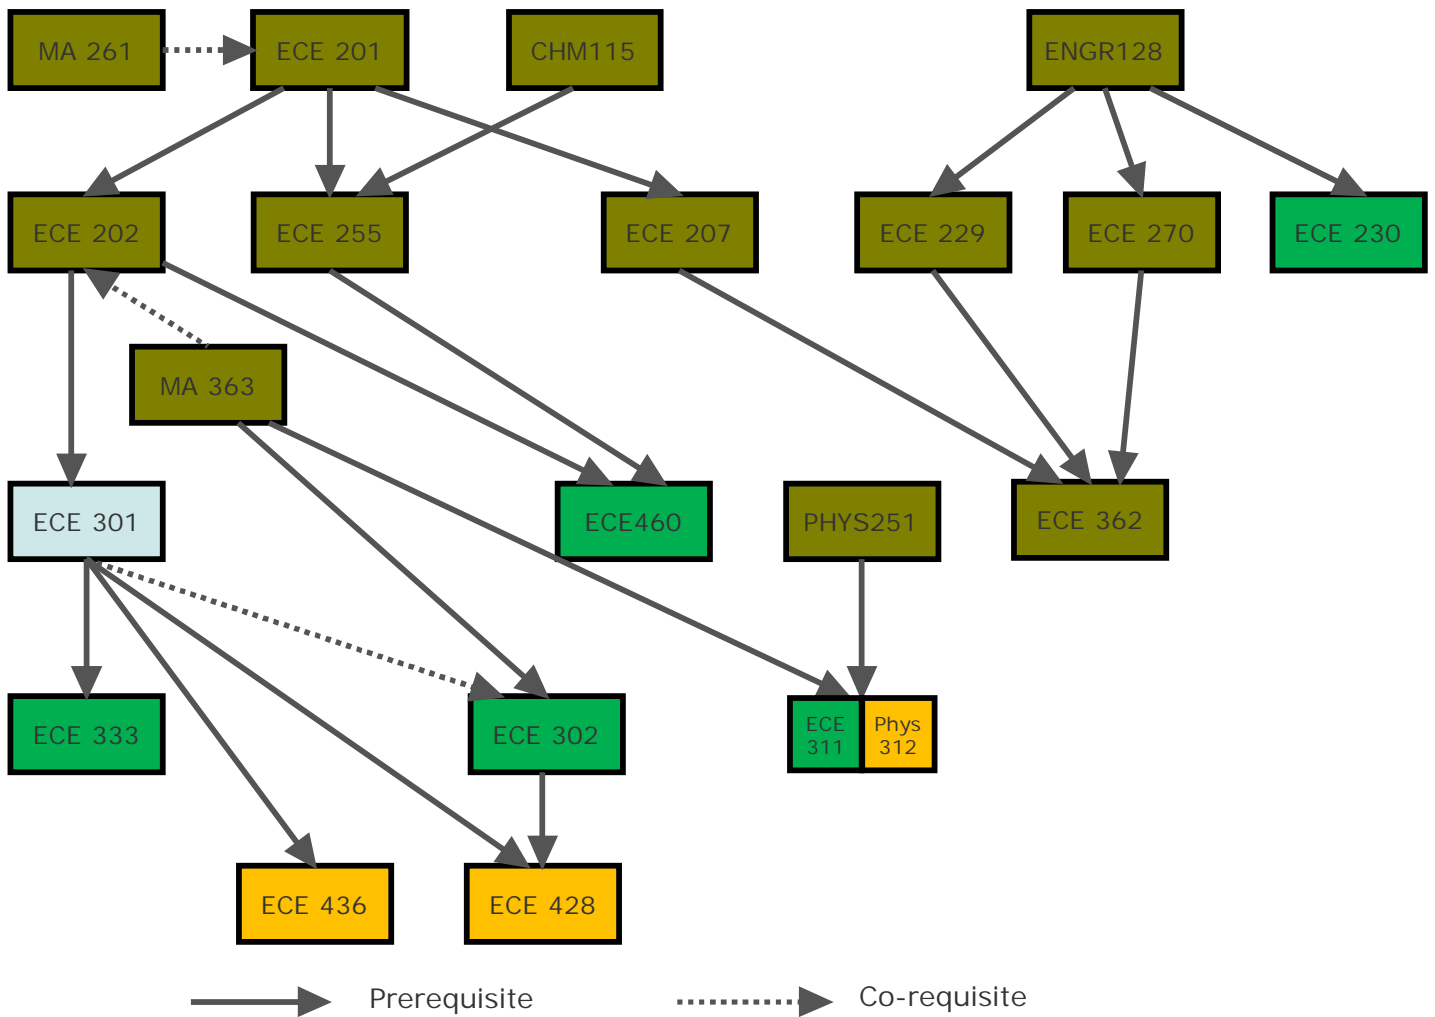 MA 261
ECE 201
CHM115
ENGR128
ECE 202
ECE 255
ECE 207
ECE 229
ECE 270
ECE 230
MA 363
ECE 301
ECE460
PHYS251
ECE 362
ECE 333
ECE 302
ECE
311
Phys
312
ECE 436
ECE 428
Prerequisite
Co-requisite